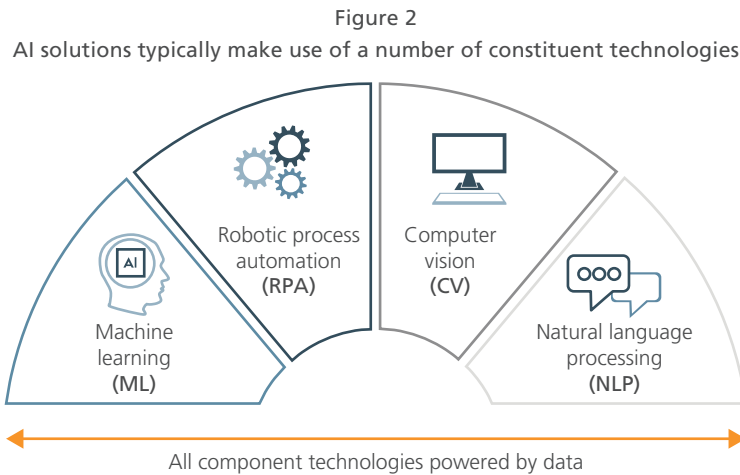 Figure 2
AI solutions typically make use of a number of constituent technologies
AI
Machine
learning
(ML)
Robotic process
automation
(RPA)
Computer
vision
(CV)
Natural language
processing
(NLP)
All component technologies powered by data